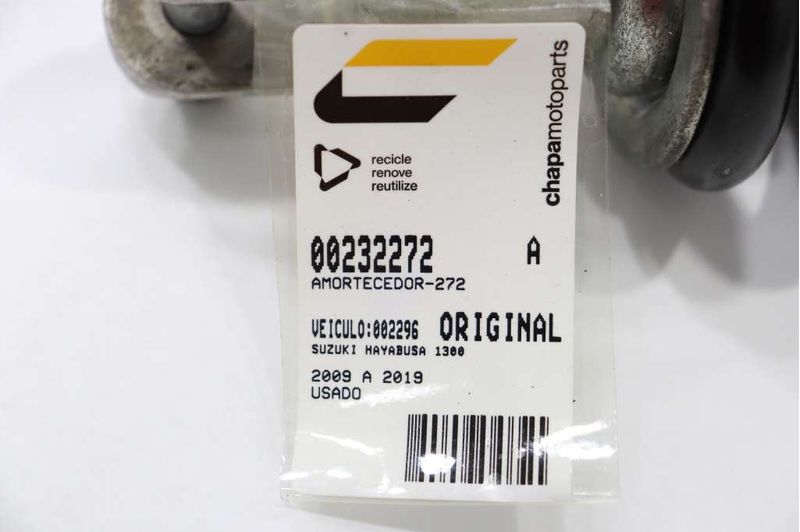 chapamotoparts
recicle
renove
reutilize
00232272 A
AMORTECEDOR-272
VEICULO:002296 ORIGINAL
SUZUKI HAYABUSA 1300
2009 A 2019
USADO